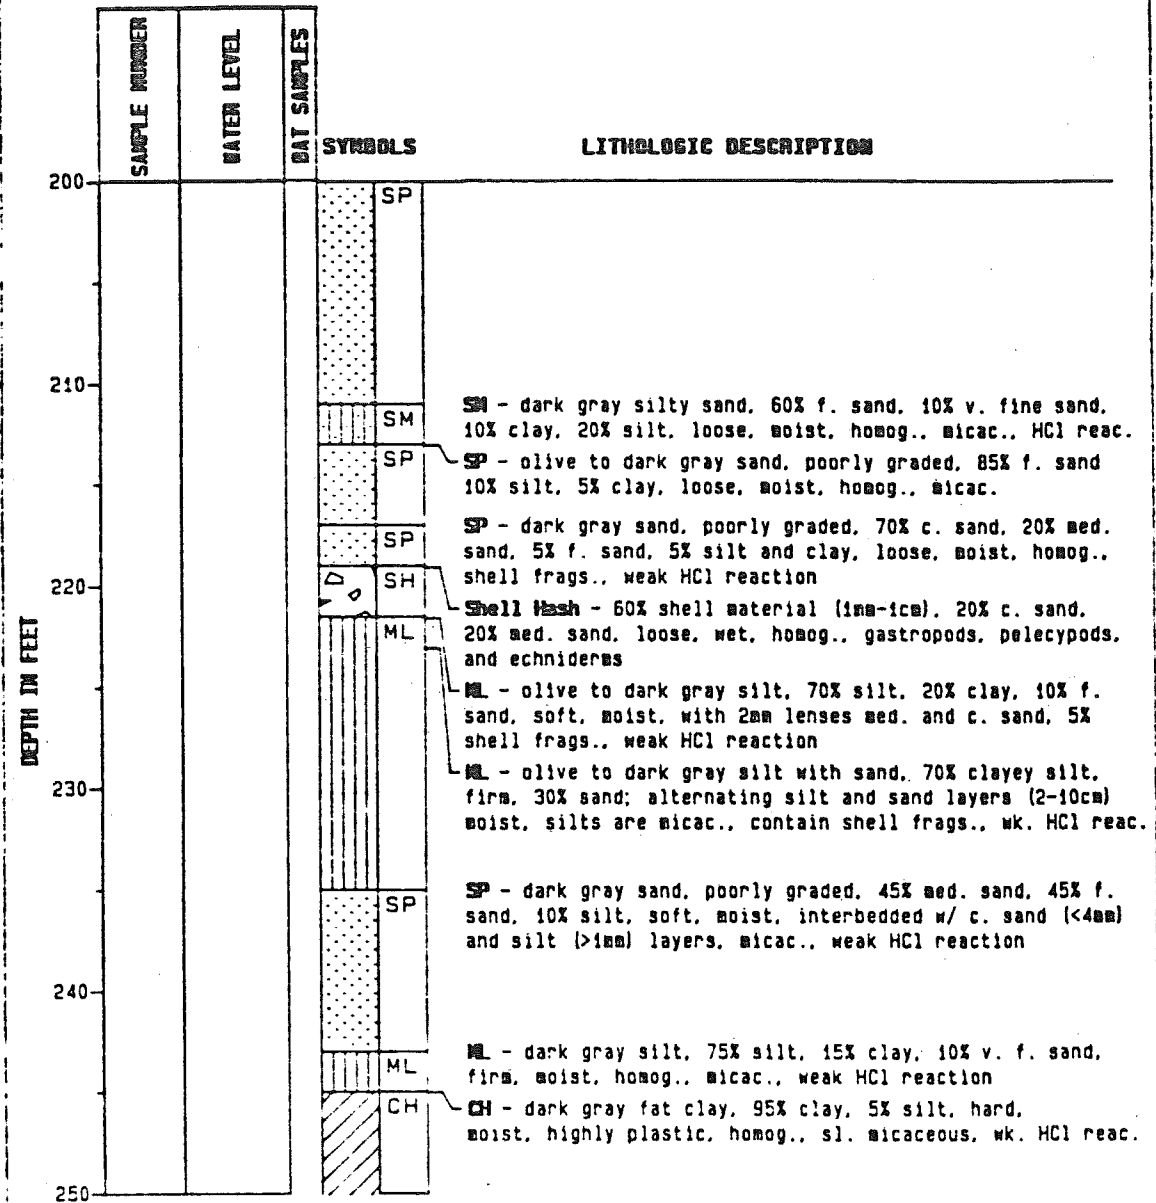 SAMPLE NUMBER
WATER LEVEL
DAT SAMPLES
SYMBOLS
LITHOLOGIC DESCRIPTION
DEPTH IN FEET
200
SP
210
SM
SM - dark gray silty sand, 60% f. sand, 10% v. fine sand,
10% clay, 20% silt, loose, moist, homog., micac., HCl reac.
SP
SP - olive to dark gray sand, poorly graded, 85% f. sand
10% silt, 5% clay, loose, moist, homog., micac.
SP
SP - dark gray sand, poorly graded, 70% c. sand, 20% med.
sand, 5% f. sand, 5% silt and clay, loose, moist, homog.,
shell frags., weak HCl reaction
220
SH
Shell Hash - 60% shell material (1mm-1cm), 20% c. sand,
20% med. sand, loose, wet, homog., gastropods, pelecypods,
and echniderms
ML
ML - olive to dark gray silt, 70% silt, 20% clay, 10% f.
sand, soft, moist, with 2mm lenses med. and c. sand, 5%
shell frags., weak HCl reaction
ML - olive to dark gray silt with sand, 70% clayey silt,
firm, 30% sand; alternating silt and sand layers (2-10cm)
moist, silts are micac., contain shell frags., wk. HCl reac.
230
SP
SP - dark gray sand, poorly graded, 45% med. sand, 45% f.
sand, 10% silt, soft, moist, interbedded w/ c. sand (<4mm)
and silt (>1mm) layers, micac., weak HCl reaction
240
ML
ML - dark gray silt, 75% silt, 15% clay, 10% v. f. sand,
firm, moist, homog., micac., weak HCl reaction
CH
CH - dark gray fat clay, 95% clay, 5% silt, hard,
moist, highly plastic, homog., sl. micaceous, wk. HCl reac.
250